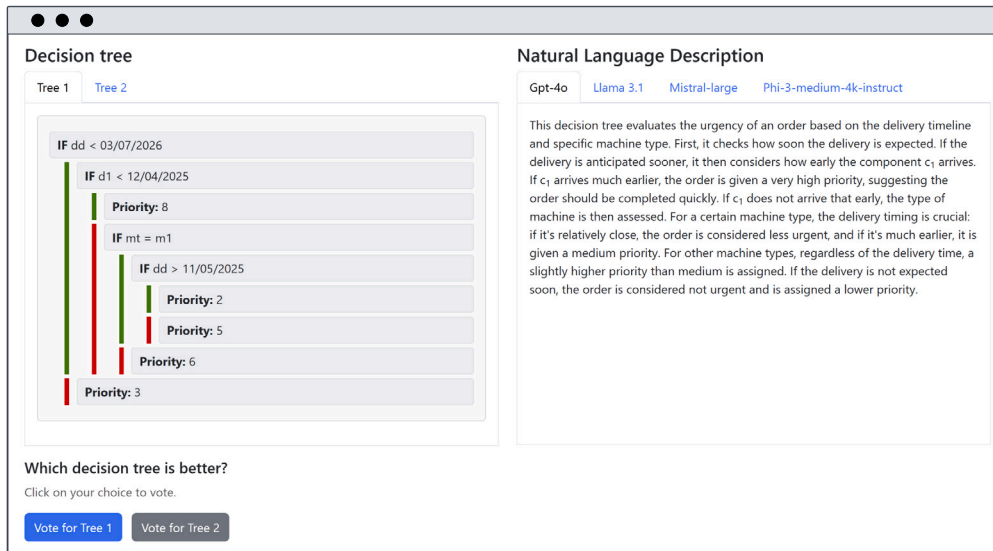 Decision tree
Tree 1 Tree 2
IF dd < 03/07/2026
IF d1 < 12/04/2025
Priority: 8
IF mt = m1
IF dd > 11/05/2025
Priority: 2
Priority: 5
Priority: 6
Priority: 3
Natural Language Description
Gpt-4o Llama 3.1 Mistral-large Phi-3-medium-4k-instruct
This decision tree evaluates the urgency of an order based on the delivery timeline
and specific machine type. First, it checks how soon the delivery is expected. If the
delivery is anticipated sooner, it then considers how early the component c₁ arrives.
If c₁ arrives much earlier, the order is given a very high priority, suggesting the
order should be completed quickly. If c₁ does not arrive that early, the type of
machine is then assessed. For a certain machine type, the delivery timing is crucial:
if it's relatively close, the order is considered less urgent, and if it's much earlier, it is
given a medium priority. For other machine types, regardless of the delivery time, a
slightly higher priority than medium is assigned. If the delivery is not expected
soon, the order is considered not urgent and is assigned a lower priority.
Which decision tree is better?
Click on your choice to vote.
Vote for Tree 1 Vote for Tree 2